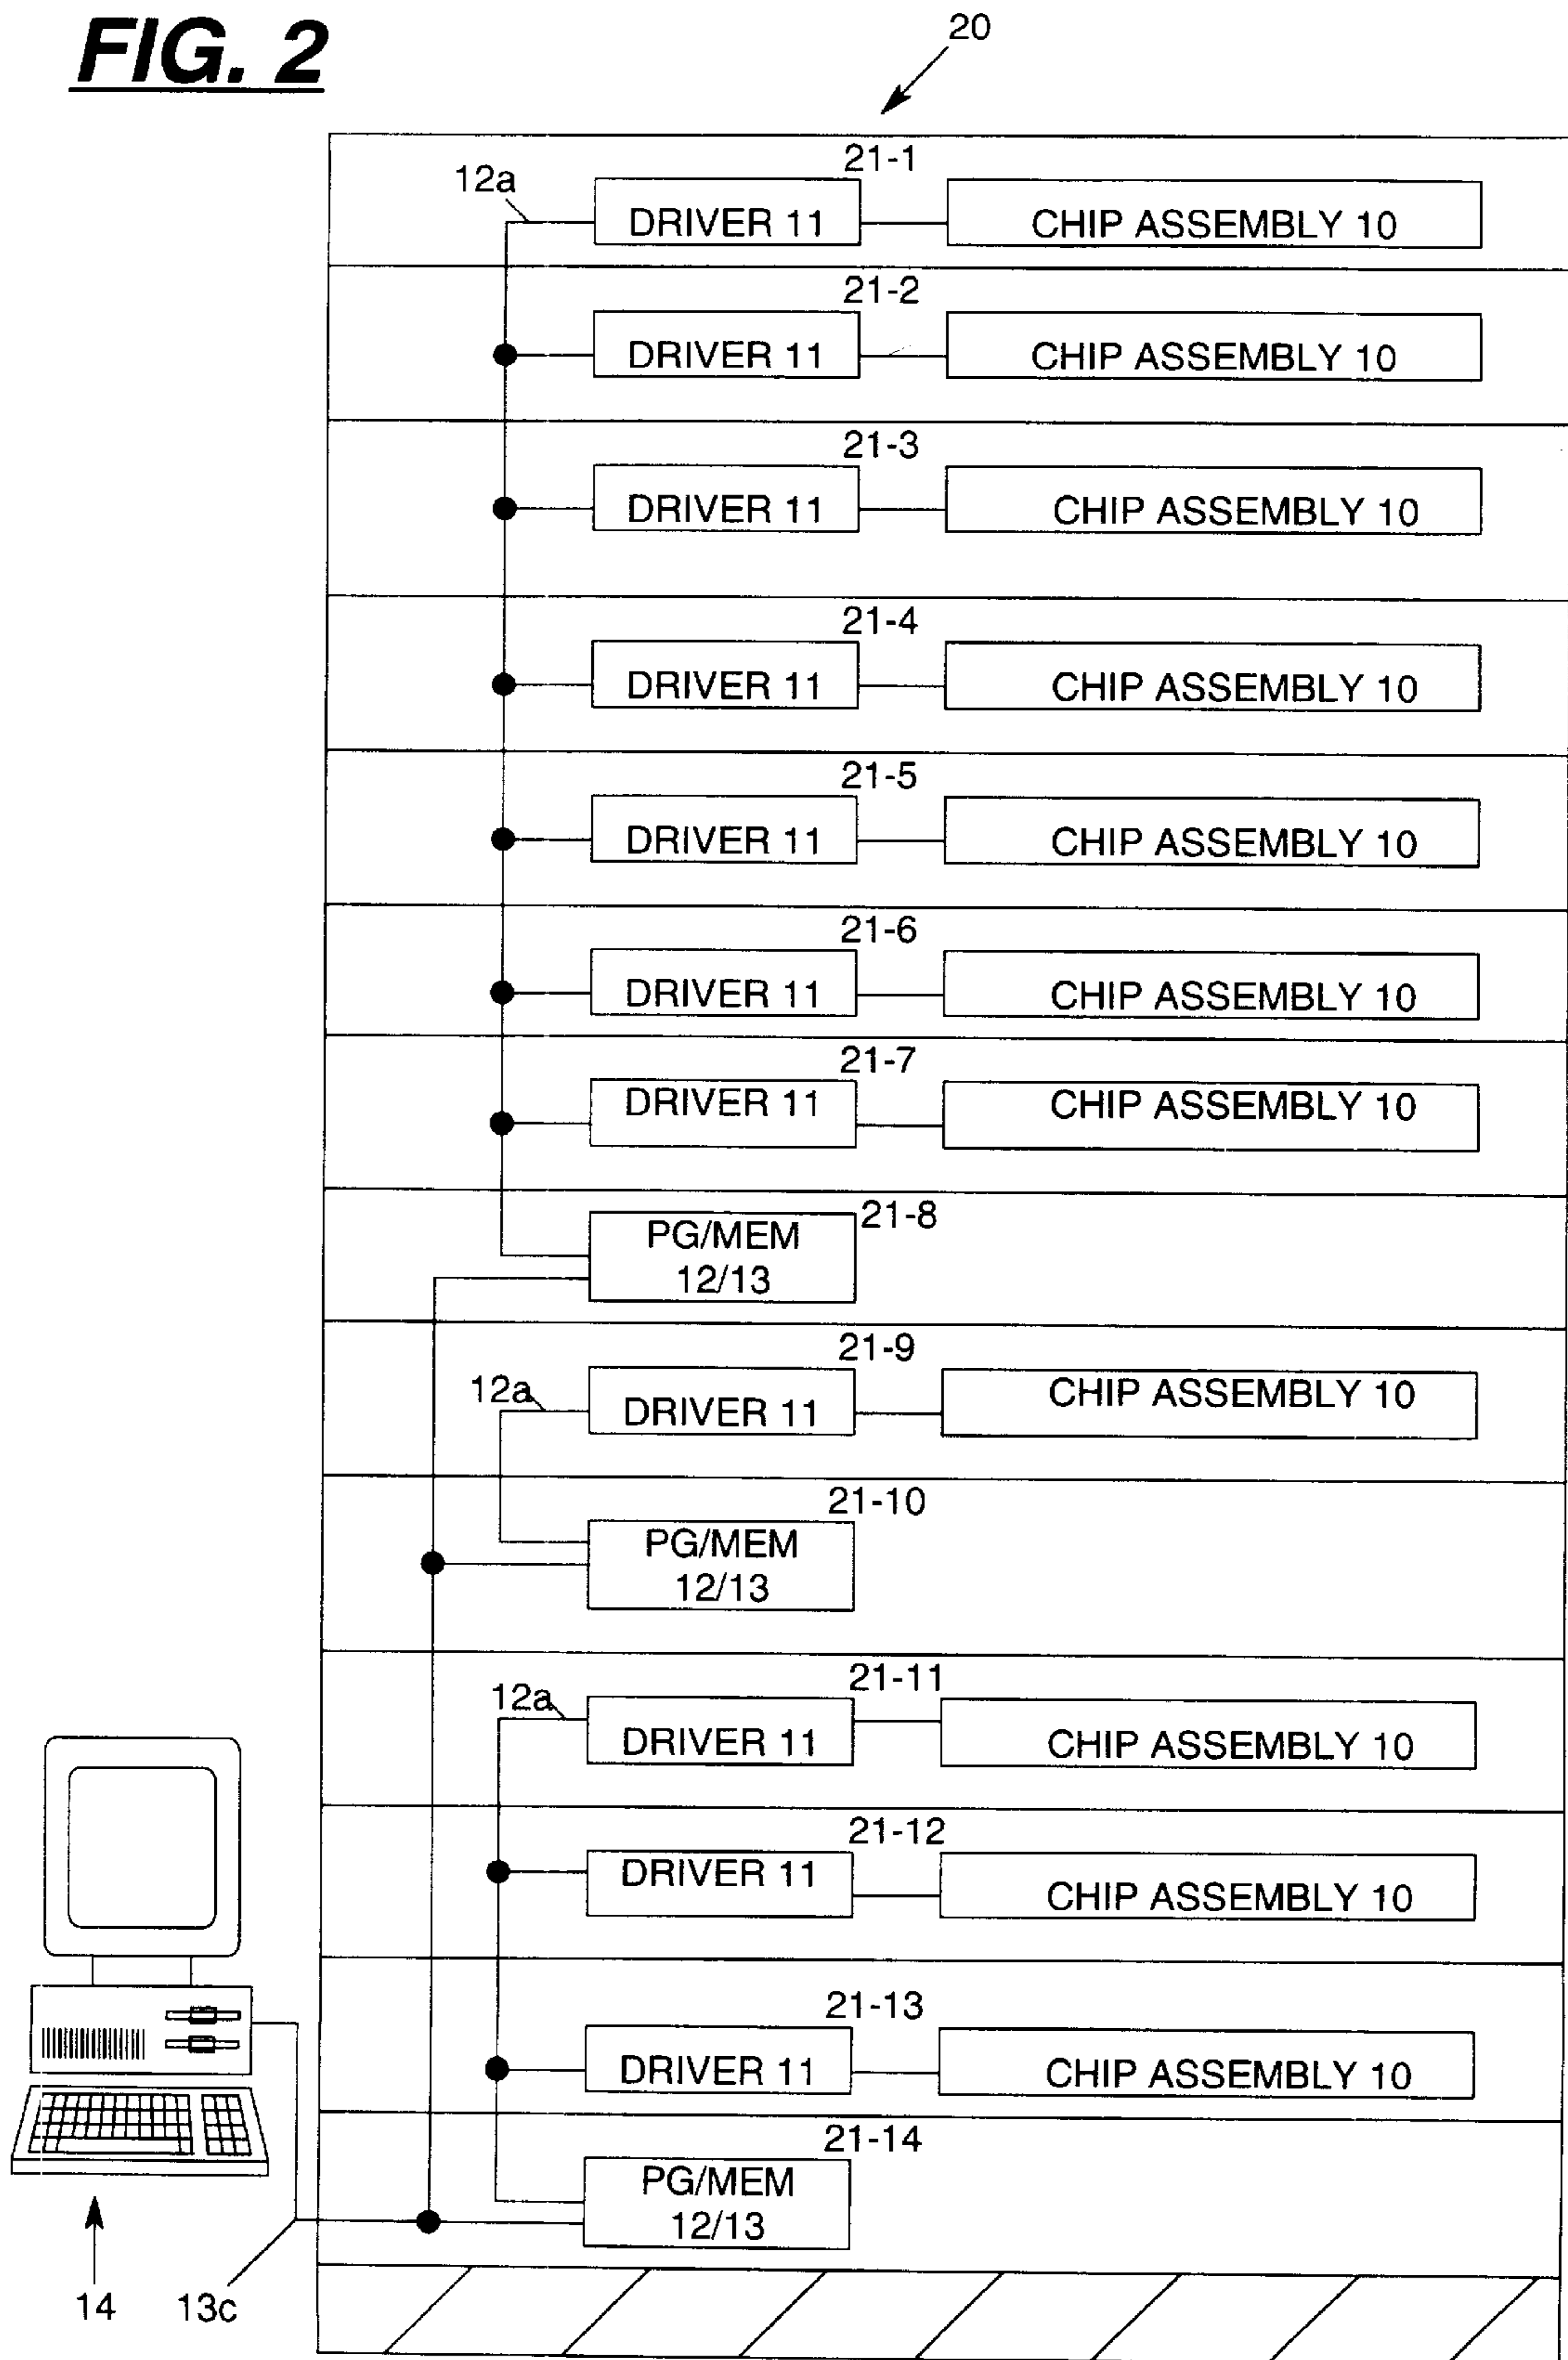 FIG. 2
20
21-1
12a
DRIVER 11
CHIP ASSEMBLY 10
21-2
DRIVER 11
CHIP ASSEMBLY 10
21-3
DRIVER 11
CHIP ASSEMBLY 10
21-4
DRIVER 11
CHIP ASSEMBLY 10
21-5
DRIVER 11
CHIP ASSEMBLY 10
21-6
DRIVER 11
CHIP ASSEMBLY 10
21-7
DRIVER 11
CHIP ASSEMBLY 10
21-8
PG/MEM
12/13
21-9
12a
DRIVER 11
CHIP ASSEMBLY 10
21-10
PG/MEM
12/13
21-11
12a
DRIVER 11
CHIP ASSEMBLY 10
21-12
DRIVER 11
CHIP ASSEMBLY 10
21-13
DRIVER 11
CHIP ASSEMBLY 10
21-14
PG/MEM
12/13
14
13c